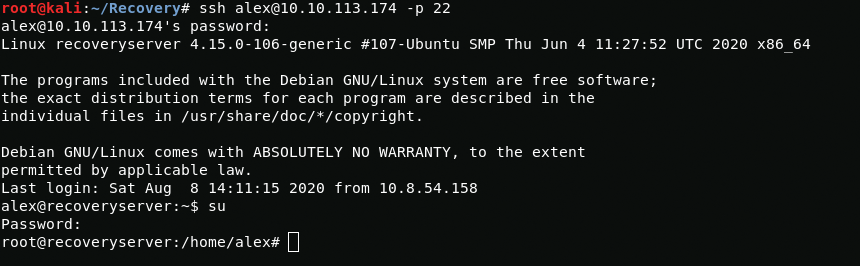 root@kali:~/Recovery# ssh alex@10.10.113.174 -p 22
alex@10.10.113.174's password:
Linux recoveryserver 4.15.0-106-generic #107-Ubuntu SMP Thu Jun 4 11:27:52 UTC 2020 x86_64

The programs included with the Debian GNU/Linux system are free software;
the exact distribution terms for each program are described in the
individual files in /usr/share/doc/*/copyright.

Debian GNU/Linux comes with ABSOLUTELY NO WARRANTY, to the extent
permitted by applicable law.
Last login: Sat Aug  8 14:11:15 2020 from 10.8.54.158
alex@recoveryserver:~$ su
Password:
root@recoveryserver:/home/alex#